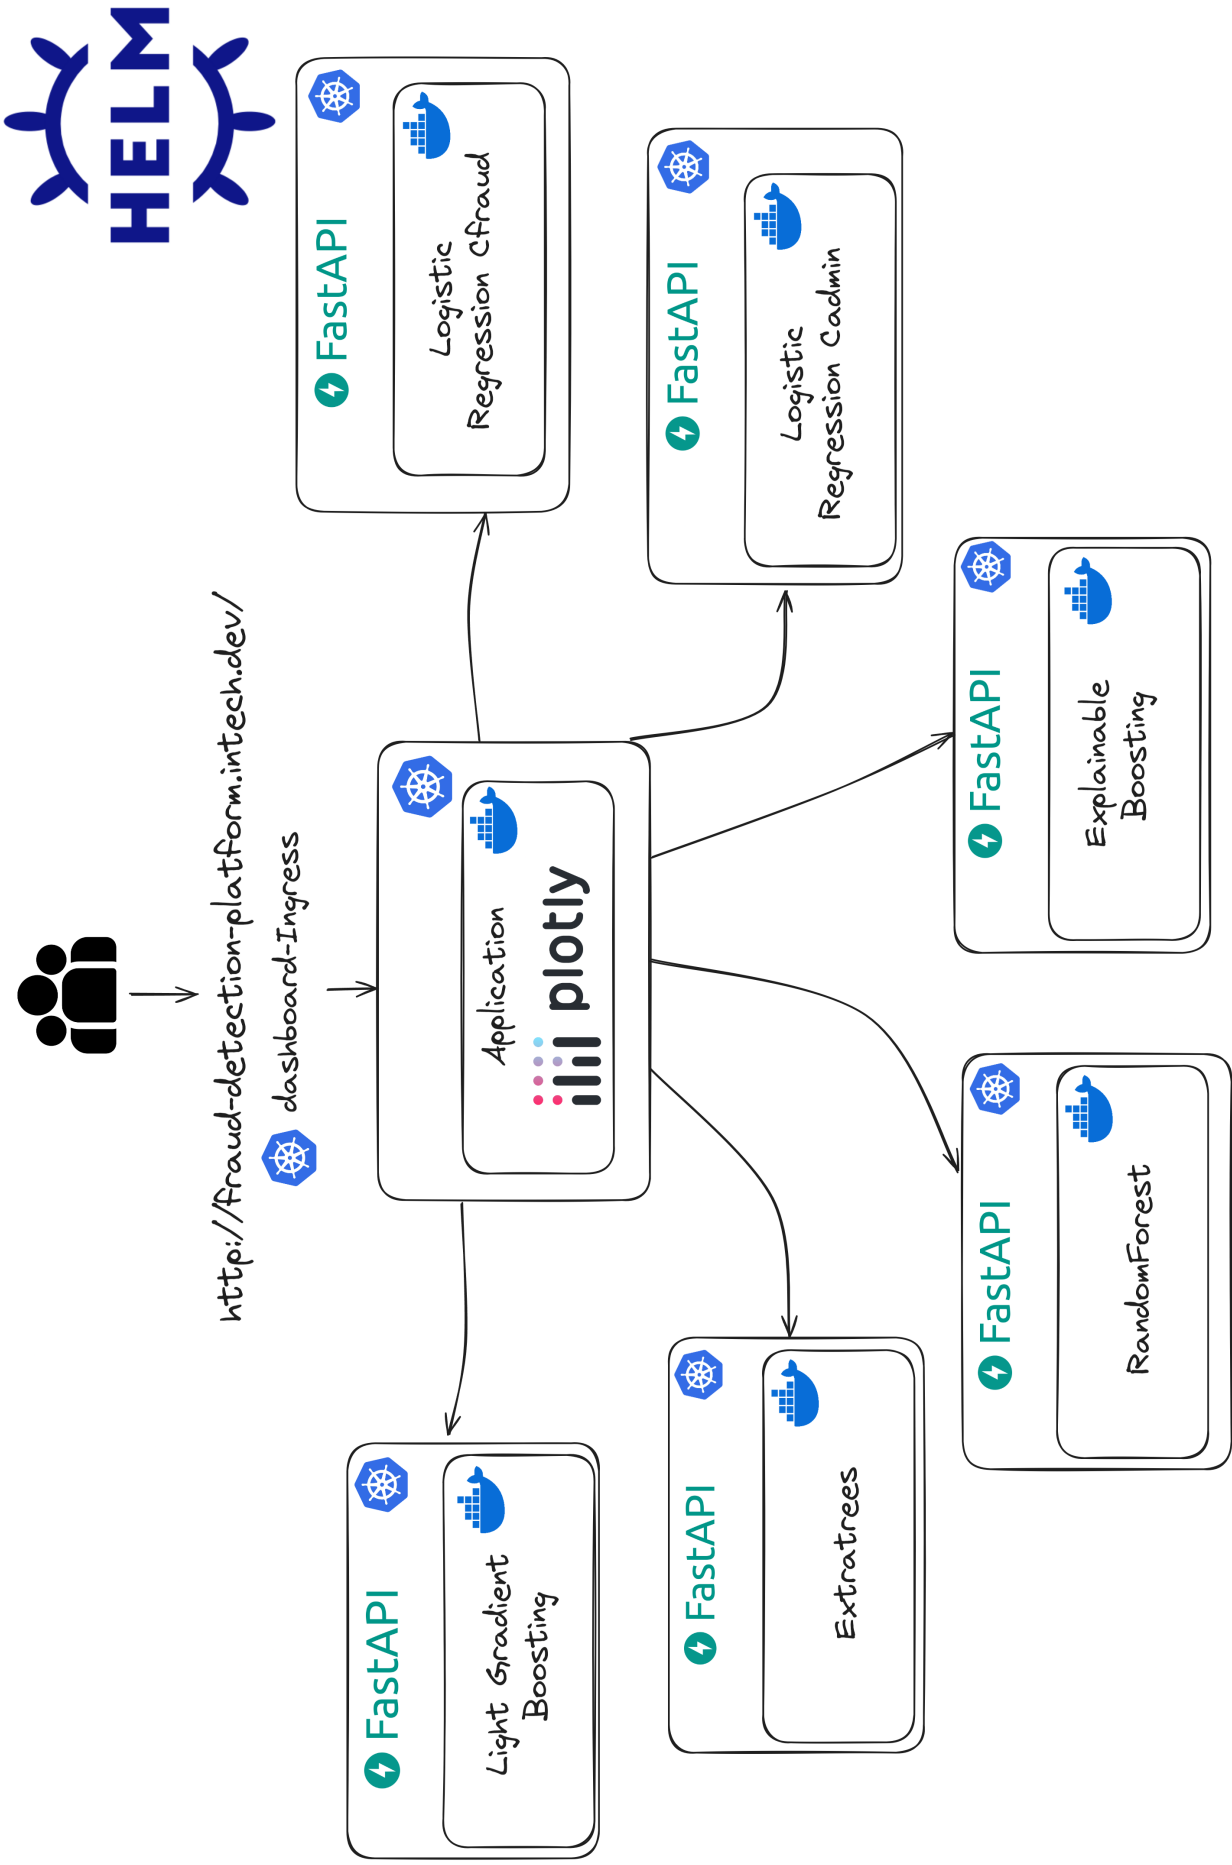 HELM
http://fraud-detection-platform.intech.dev/
dashboard-Ingress
Application
plotly
FastAPI
Light Gradient
Boosting
FastAPI
Extratrees
FastAPI
RandomForest
FastAPI
Explainable
Boosting
FastAPI
Logistic
Regression Cadmin
FastAPI
Logistic
Regression Cfraud